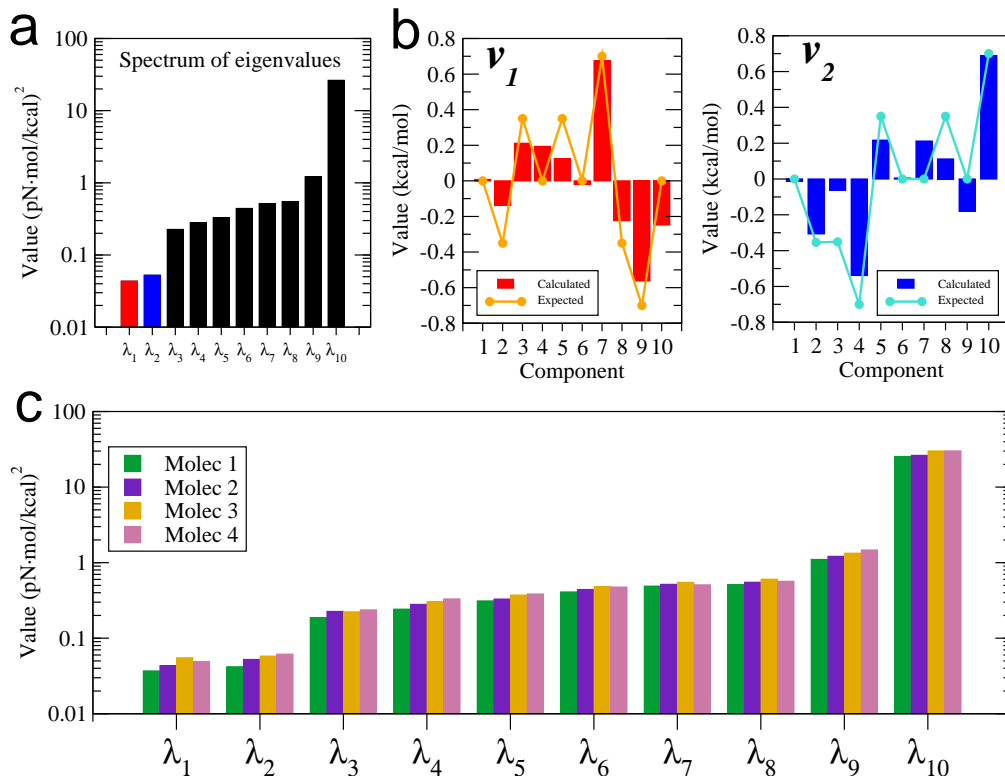 a
Spectrum of eigenvalues
Value (pN·mol/kcal)²
100
10
1
0.1
0.01
λ₁ λ₂ λ₃ λ₄ λ₅ λ₆ λ₇ λ₈ λ₉ λ₁₀
b
v₁
Value (kcal/mol)
0.8
0.6
0.4
0.2
0
-0.2
-0.4
-0.6
-0.8
Calculated
Expected
1 2 3 4 5 6 7 8 9 10
Component
v₂
Value (kcal/mol)
0.8
0.6
0.4
0.2
0
-0.2
-0.4
-0.6
-0.8
Calculated
Expected
1 2 3 4 5 6 7 8 9 10
Component
c
Value (pN·mol/kcal)²
100
10
1
0.1
0.01
Molec 1
Molec 2
Molec 3
Molec 4
λ₁ λ₂ λ₃ λ₄ λ₅ λ₆ λ₇ λ₈ λ₉ λ₁₀